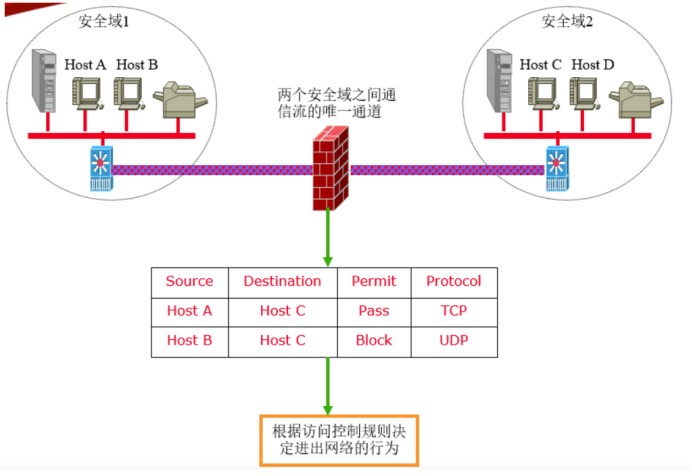 安全域1
安全域2
Host A Host B
Host C Host D
两个安全域之间通
信流的唯一通道
Source Destination Permit Protocol
Host A Host C Pass TCP
Host B Host C Block UDP
根据访问控制规则决
定进出网络的行为